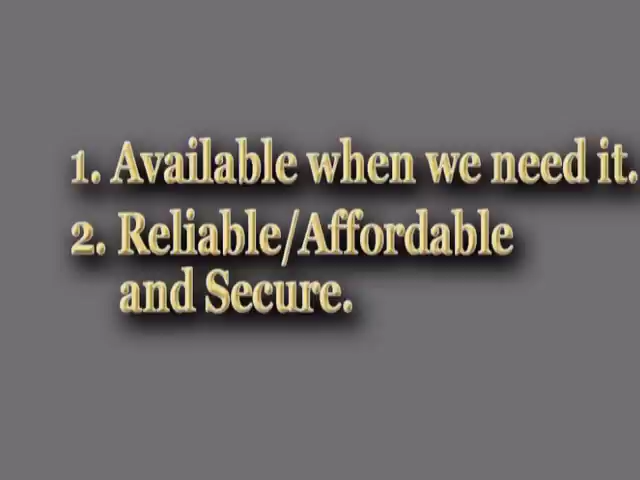 1. Available when we need it.
2. Reliable/Affordable
and Secure.